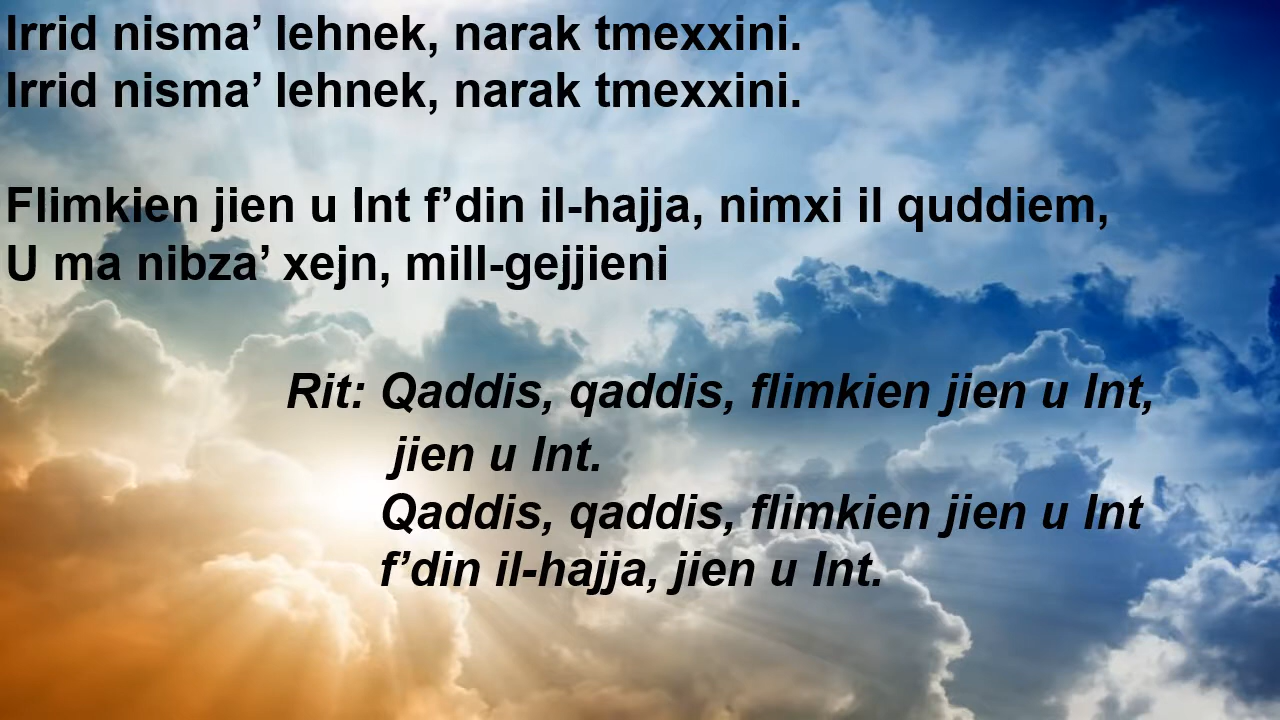 Irrid nisma’ lehnek, narak tmexxini.
Irrid nisma’ lehnek, narak tmexxini.
Flimkien jien u Int f’din il-hajja, nimxi il quddiem,
U ma nibza’ xejn, mill-gejjieni
Rit: Qaddis, qaddis, flimkien jien u Int,
jien u Int.
Qaddis, qaddis, flimkien jien u Int
f’din il-hajja, jien u Int.